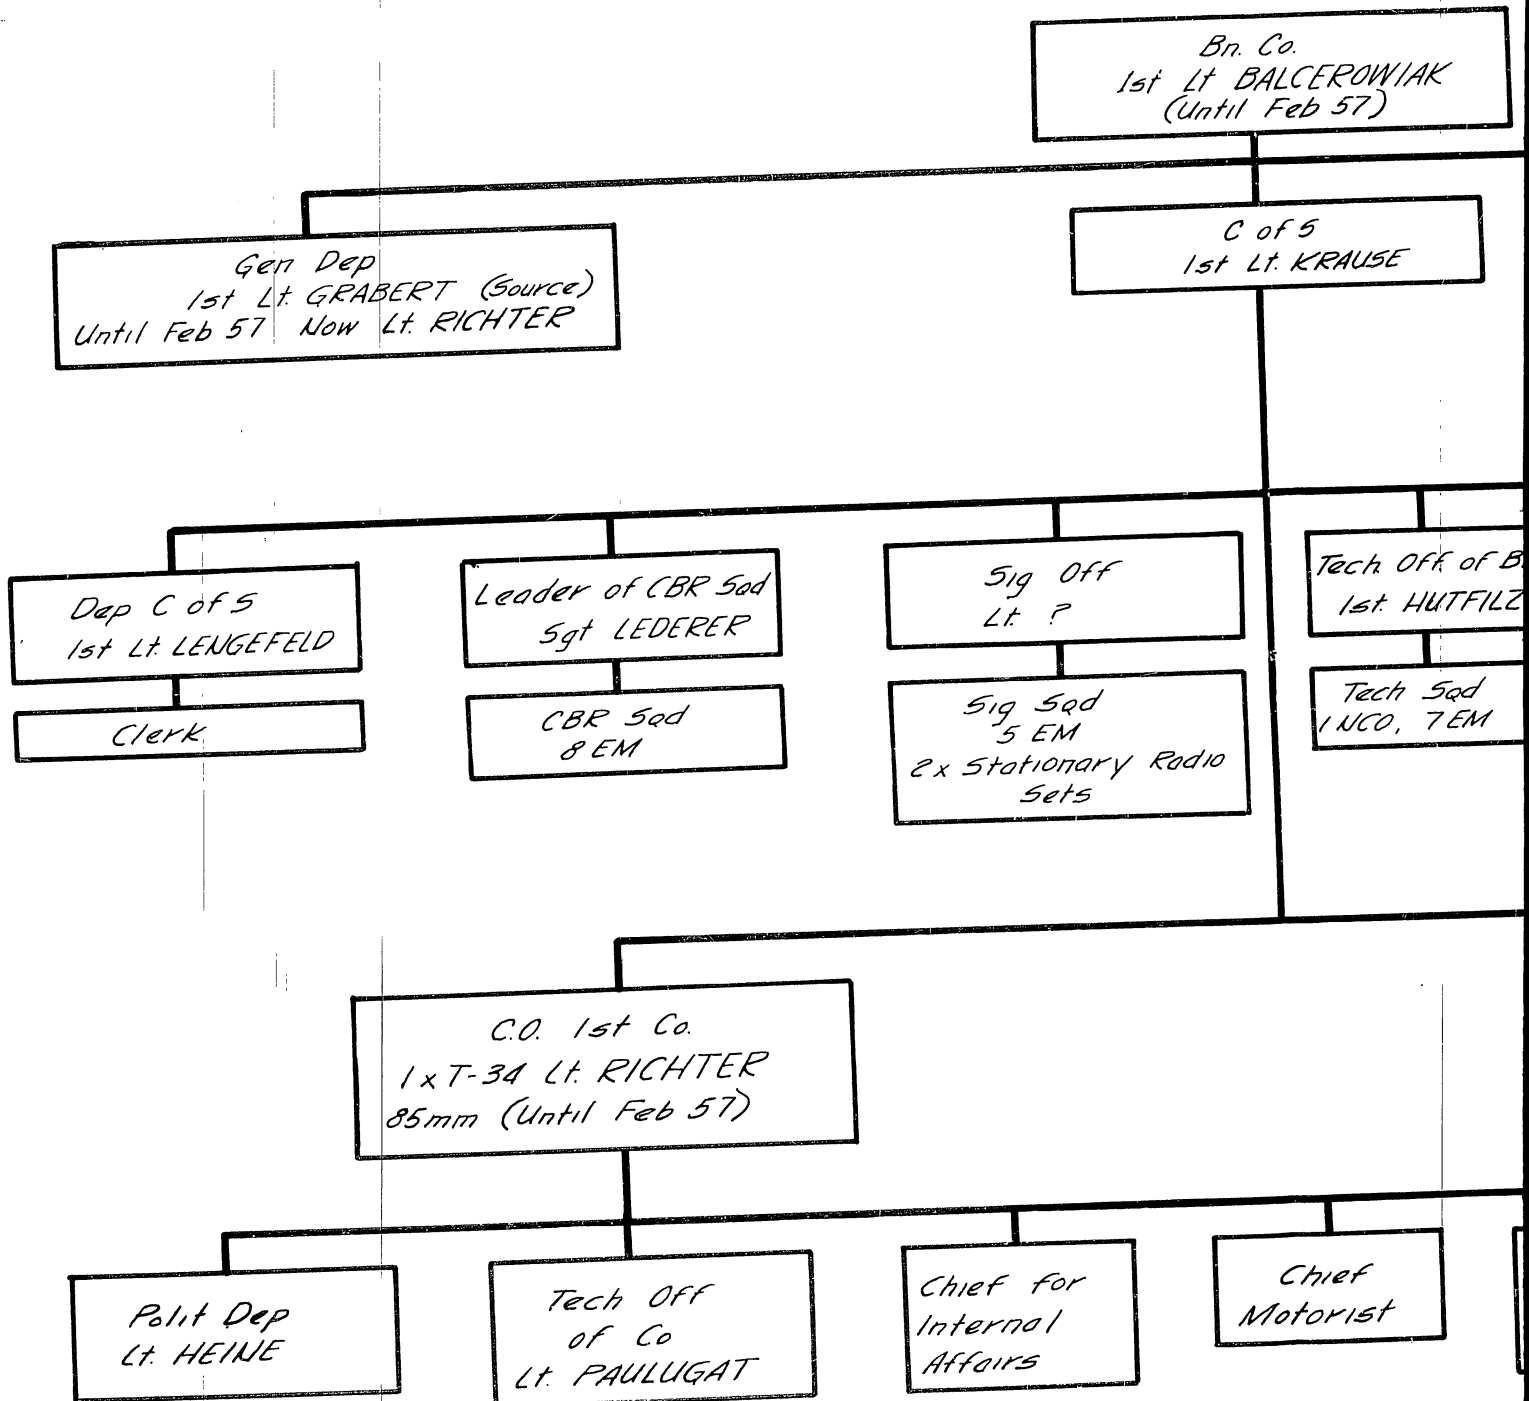 Bn. Co.
1st Lt BALCEROWIAK
(Until Feb 57)
Gen Dep
1st Lt. GRABERT (Source)
Until Feb 57 Now Lt. RICHTER
C of S
1st Lt. KRAUSE
Dep C of S
1st Lt. LENGEFELD
Clerk
Leader of CBR Sqd
Sgt LEDERER
CBR Sqd
8 EM
Sig Off
Lt. ?
Sig Sqd
5 EM
2x Stationary Radio
Sets
Tech Off. of B
1st. HUTFILZ
Tech Sqd
1 NCO, 7 EM
C.O. 1st Co.
1 x T-34 Lt. RICHTER
85mm (Until Feb 57)
Polit Dep
Lt. HEINE
Tech Off
of Co
Lt. PAULUGAT
Chief for
Internal
Affairs
Chief
Motorist